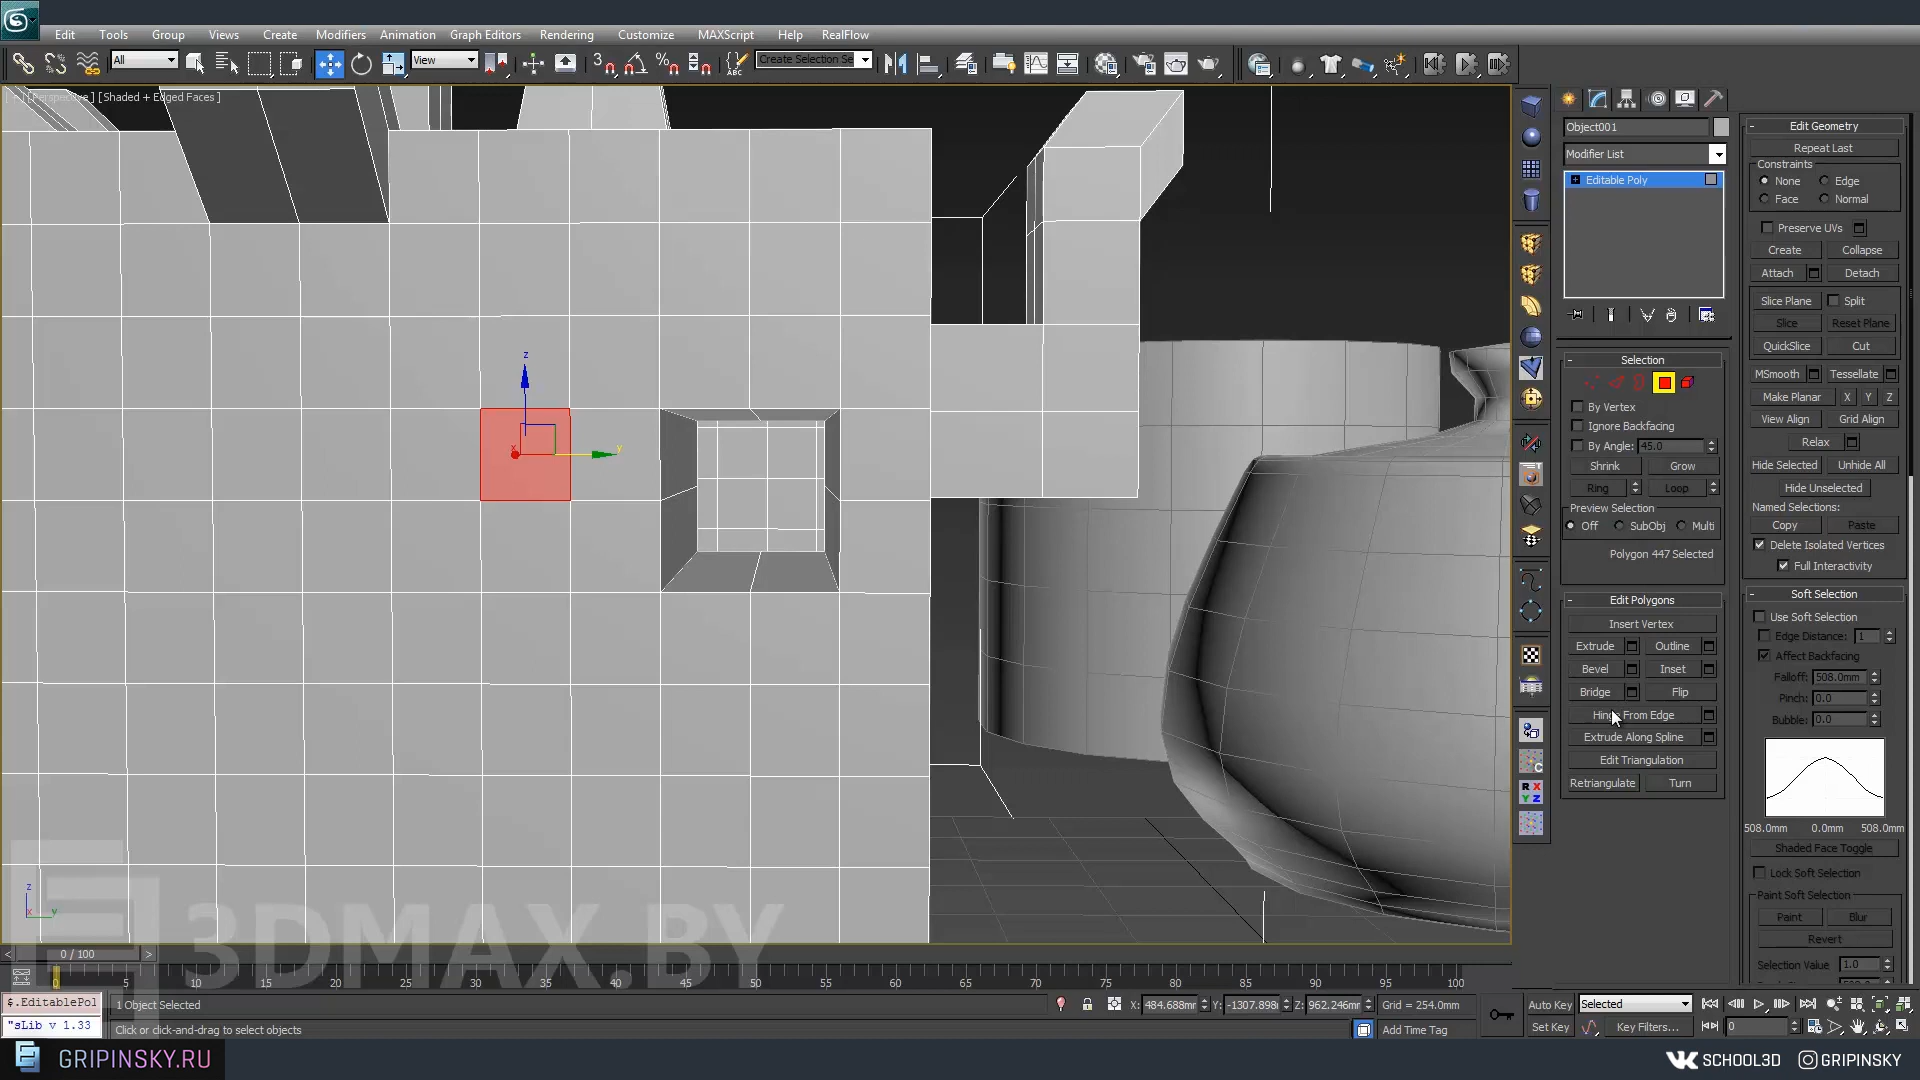 Edit Tools Group Views Create Modifiers Animation Graph Editors Rendering Customize MAXScript Help RealFlow
All View 3 Create Selection Se
[ + ] [ Perspective ] [ Shaded + Edged Faces ]
Object001
Modifier List
Editable Poly
Selection
By Vertex
Ignore Backfacing
By Angle: 45.0
Shrink Grow
Ring Loop
Preview Selection
Off SubObj Multi
Polygon 447 Selected
Edit Polygons
Insert Vertex
Extrude Outline
Bevel Inset
Bridge Flip
From Edge
Extrude Along Spline
Edit Triangulation
Retriangulate Turn
Edit Geometry
Repeat Last
Constraints
None Edge
Face Normal
Preserve UVs
Create Collapse
Attach Detach
Slice Plane Split
Slice Reset Plane
QuickSlice Cut
MSmooth Tessellate
Make Planar X Y Z
View Align Grid Align
Relax
Hide Selected Unhide All
Hide Unselected
Named Selections:
Copy Paste
Delete Isolated Vertices
Full Interactivity
Soft Selection
Use Soft Selection
Edge Distance: 1
Affect Backfacing
Falloff: 508.0mm
Pinch: 0.0
Bubble: 0.0
508.0mm 0.0mm 508.0mm
Shaded Face Toggle
Lock Soft Selection
Paint Soft Selection
Paint Blur
Revert
Selection Value 1.0
z
x y
z
x y
3DMAX.BY
< 0 / 100 >
0 5 10 15 20 25 30 35 40 45 50 55 60 65 70 75 80 85 90 95 100
$.EditablePol 1 Object Selected X: 484.688mm Y: -1307.898m Z: 962.246mm Grid = 254.0mm Auto Key Selected
"sLib v 1.33 Click or click-and-drag to select objects Add Time Tag Set Key Key Filters... 0
GRIPINSKY.RU SCHOOL3D GRIPINSKY